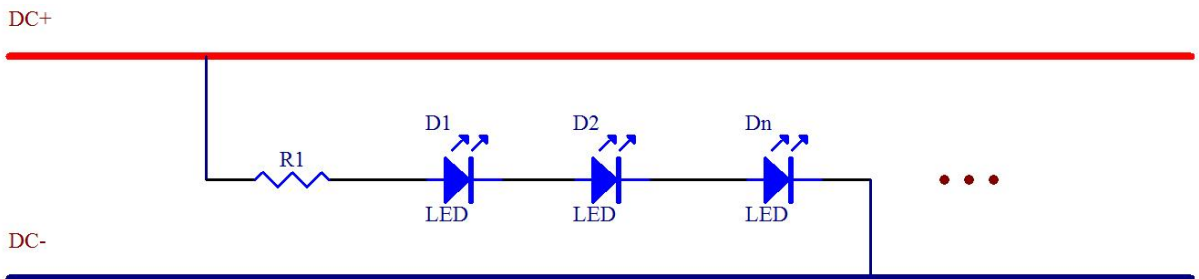 DC+
D1 D2 Dn
R1
LED LED LED
DC-